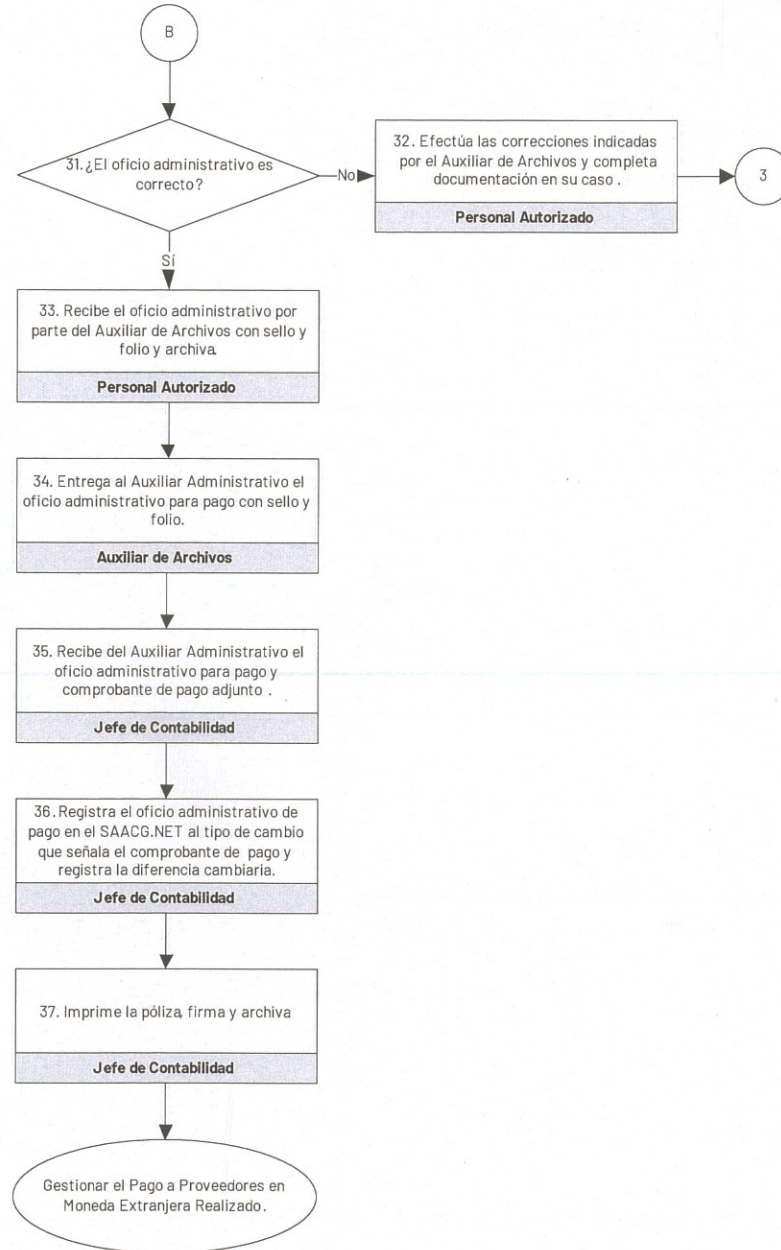 B
31.¿El oficio administrativo es
correcto?
No
32. Efectúa las correcciones indicadas
por el Auxiliar de Archivos y completa
documentación en su caso .
Personal Autorizado
3
Sí
33. Recibe el oficio administrativo por
parte del Auxiliar de Archivos con sello y
folio y archiva.
Personal Autorizado
34. Entrega al Auxiliar Administrativo el
oficio administrativo para pago con sello y
folio.
Auxiliar de Archivos
35. Recibe del Auxiliar Administrativo el
oficio administrativo para pago y
comprobante de pago adjunto .
Jefe de Contabilidad
36.Registra el oficio administrativo de
pago en el SAACG.NET al tipo de cambio
que señala el comprobante de pago y
registra la diferencia cambiaria.
Jefe de Contabilidad
37. Imprime la póliza, firma y archiva
Jefe de Contabilidad
Gestionar el Pago a Proveedores en
Moneda Extranjera Realizado.